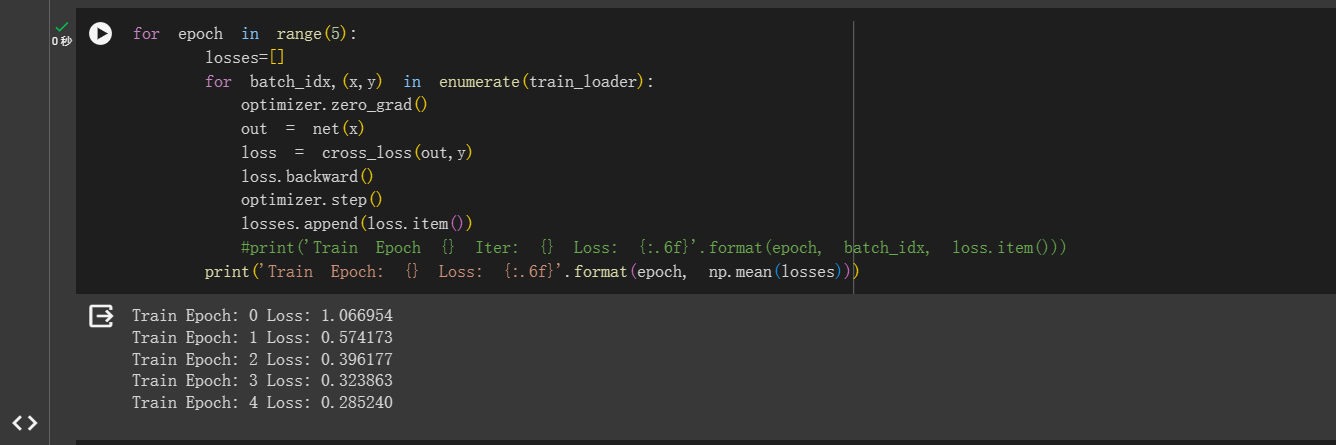 for epoch in range(5):
0 秒
losses=[]
for batch_idx,(x,y) in enumerate(train_loader):
optimizer.zero_grad()
out = net(x)
loss = cross_loss(out,y)
loss.backward()
optimizer.step()
losses.append(loss.item())
#print('Train Epoch {} Iter: {} Loss: {:.6f}'.format(epoch, batch_idx, loss.item()))
print('Train Epoch: {} Loss: {:.6f}'.format(epoch, np.mean(losses)))
Train Epoch: 0 Loss: 1.066954
Train Epoch: 1 Loss: 0.574173
Train Epoch: 2 Loss: 0.396177
Train Epoch: 3 Loss: 0.323863
Train Epoch: 4 Loss: 0.285240